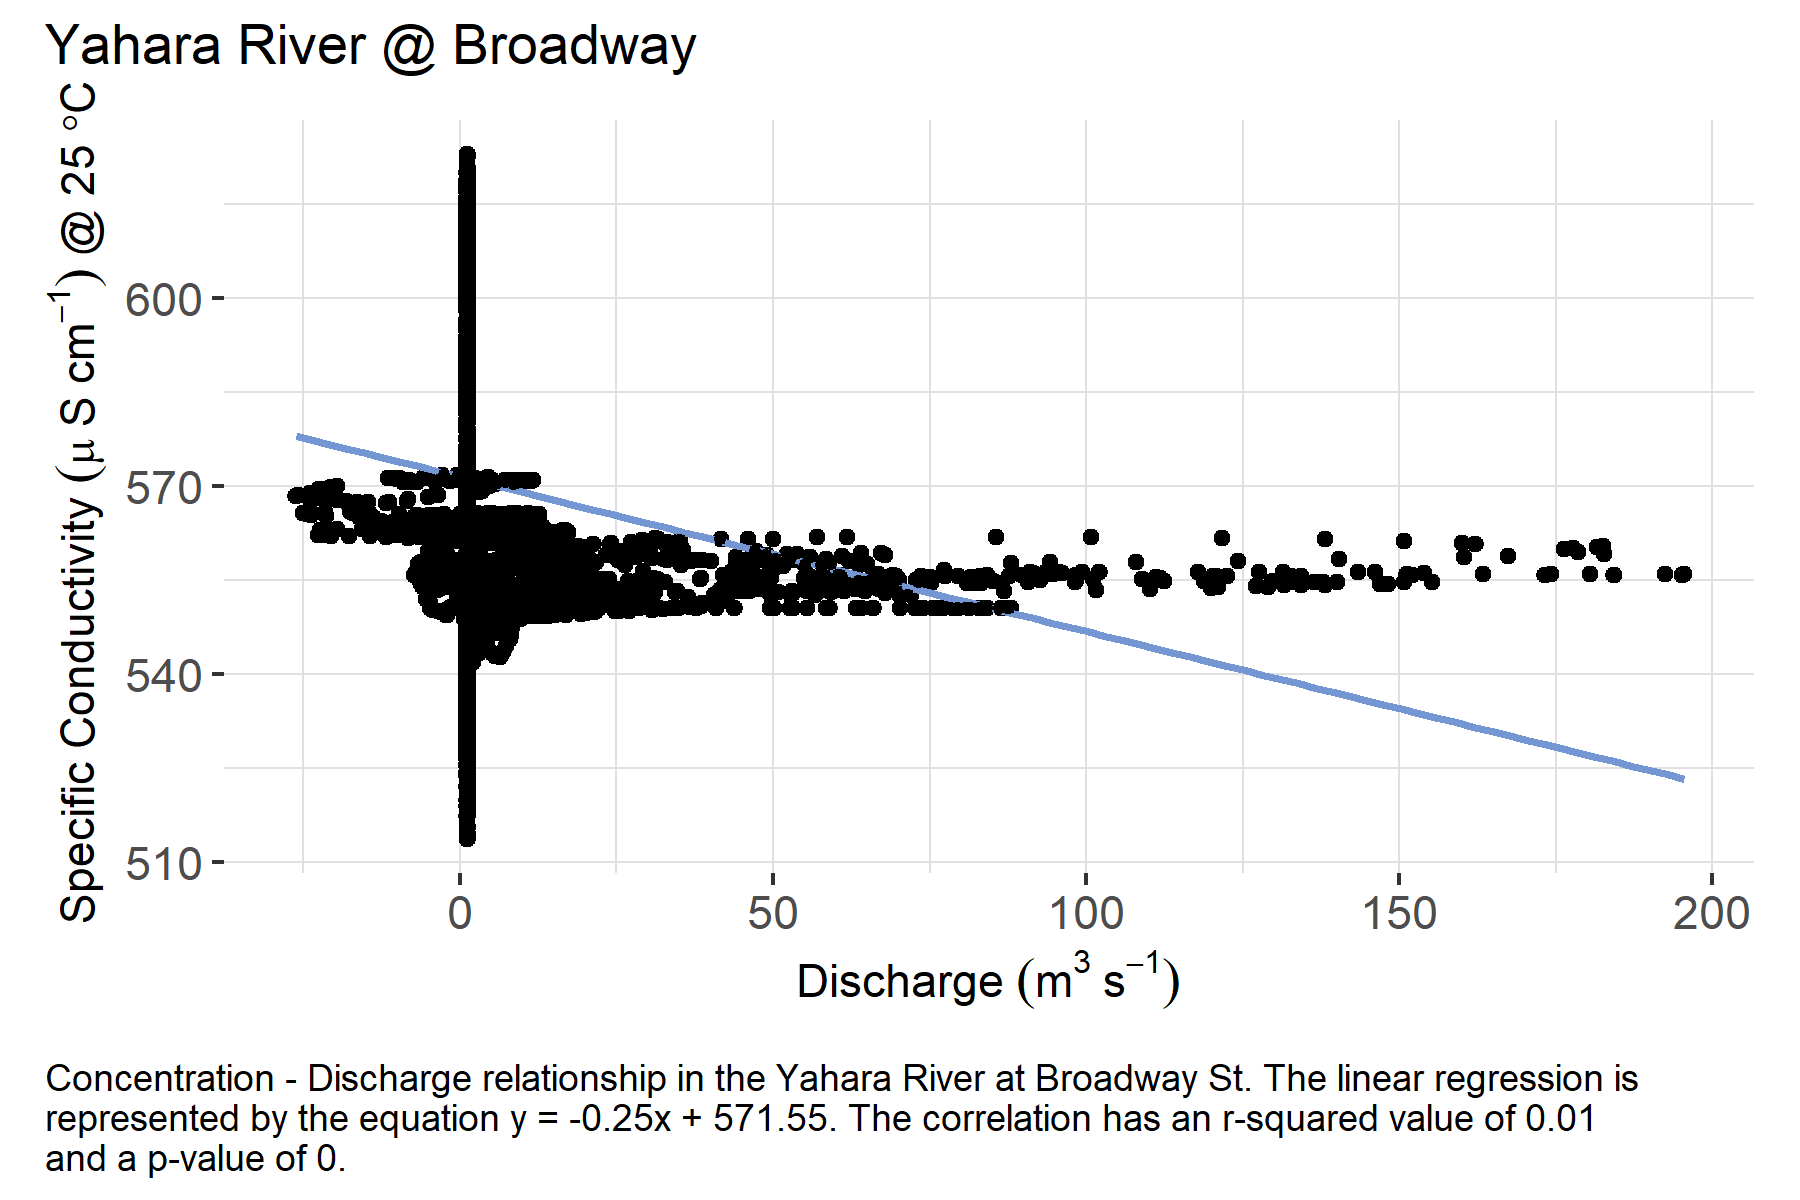 Yahara River @ Broadway
Specific Conductivity (μ S cm⁻¹) @ 25 °C
600
570
540
510
0 50 100 150 200
Discharge (m³ s⁻¹)
Concentration - Discharge relationship in the Yahara River at Broadway St. The linear regression is
represented by the equation y = -0.25x + 571.55. The correlation has an r-squared value of 0.01
and a p-value of 0.